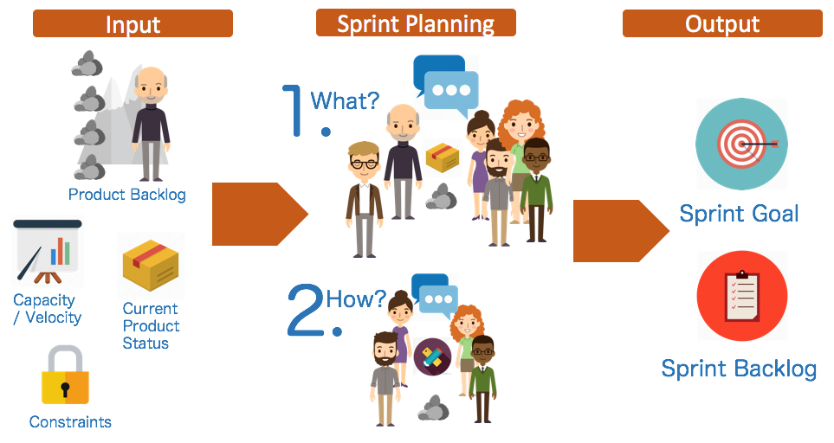 Input
Sprint Planning
Output
1.
What?
Product Backlog
Sprint Goal
Capacity
/ Velocity
Current
Product
Status
2.
How?
Sprint Backlog
Constraints